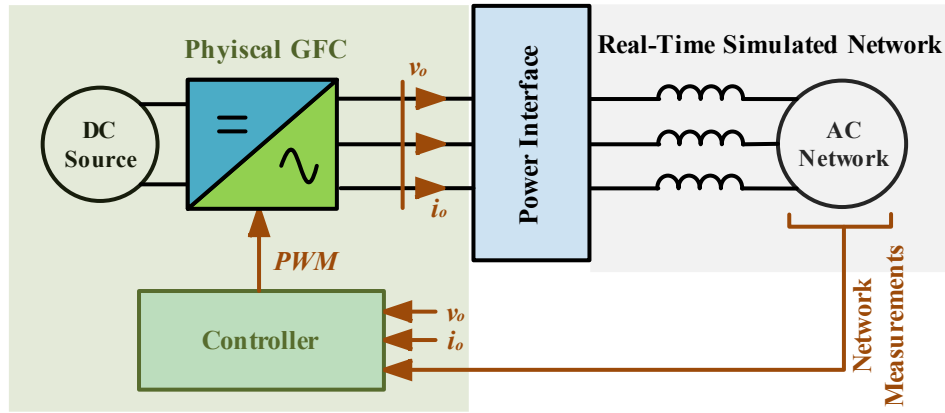 Phyiscal GFC
Real-Time Simulated Network
DC
Source
=
vo
io
Power Interface
AC
Network
PWM
Controller
vo
io
Network
Measurements